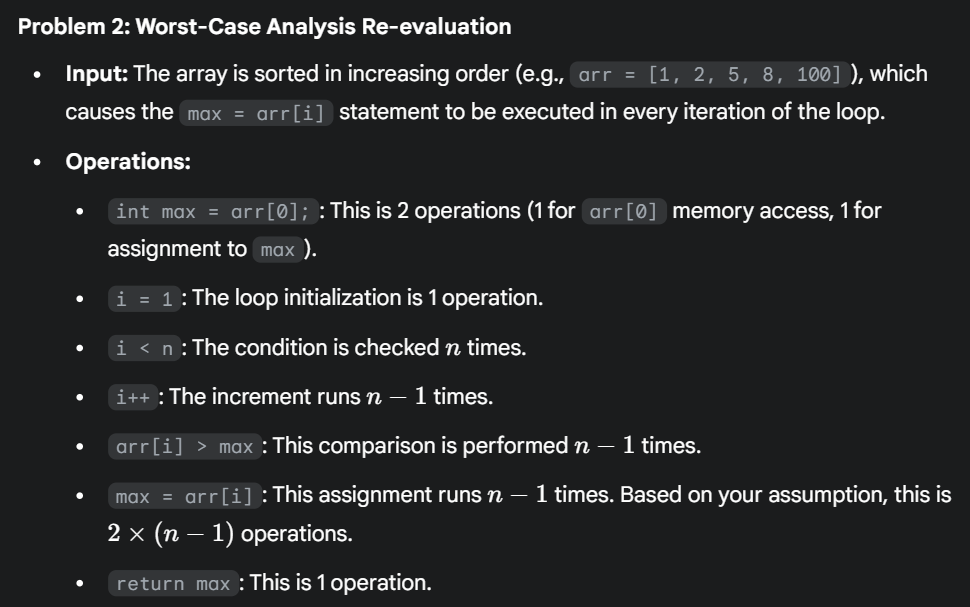 Problem 2: Worst-Case Analysis Re-evaluation
• Input: The array is sorted in increasing order (e.g., arr = [1, 2, 5, 8, 100] ), which
causes the max = arr[i] statement to be executed in every iteration of the loop.
• Operations:
• int max = arr[0]; : This is 2 operations (1 for arr[0] memory access, 1 for
assignment to max ).
• i = 1 : The loop initialization is 1 operation.
• i < n : The condition is checked n times.
• i++ : The increment runs n − 1 times.
• arr[i] > max : This comparison is performed n − 1 times.
• max = arr[i] : This assignment runs n − 1 times. Based on your assumption, this is
2 × (n − 1) operations.
• return max : This is 1 operation.